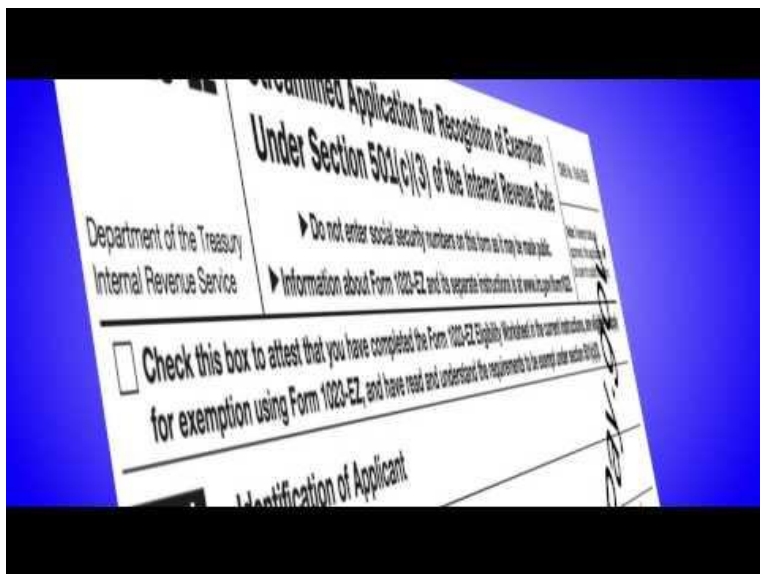 Streamlined Application for Recognition of Exemption
Under Section 501(c)(3) of the Internal Revenue Code
▶ Do not enter social security numbers on this form as it may be made public.
▶ Information about Form 1023-EZ and its separate instructions is at
Department of the Treasury
Internal Revenue Service
Check this box to attest that you have completed the Form 1023-EZ Eligibility Worksheet in the current instructions,
for exemption using Form 1023-EZ, and have read and understand the requirements to be exempt under section
Identification of Applicant